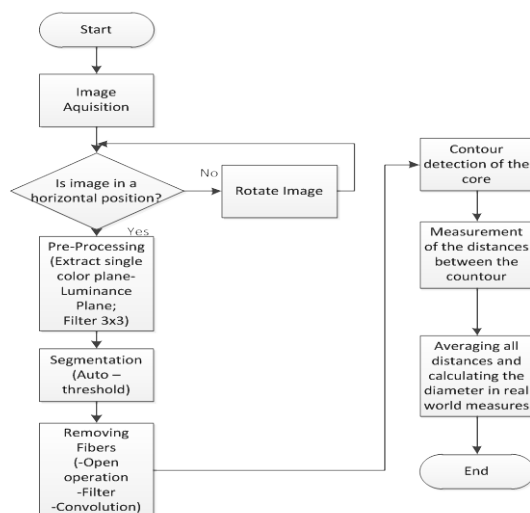 Start
Image
Aquisition
Is image in a
horizontal position?
No
Rotate Image
Yes
Pre-Processing
(Extract single
color plane-
Luminance
Plane;
Filter 3x3)
Segmentation
(Auto –
threshold)
Removing
Fibers
(-Open
operation
-Filter
-Convolution)
Contour
detection of the
core
Measurement
of the distances
between the
countour
Averaging all
distances and
calculating the
diameter in real
world measures
End